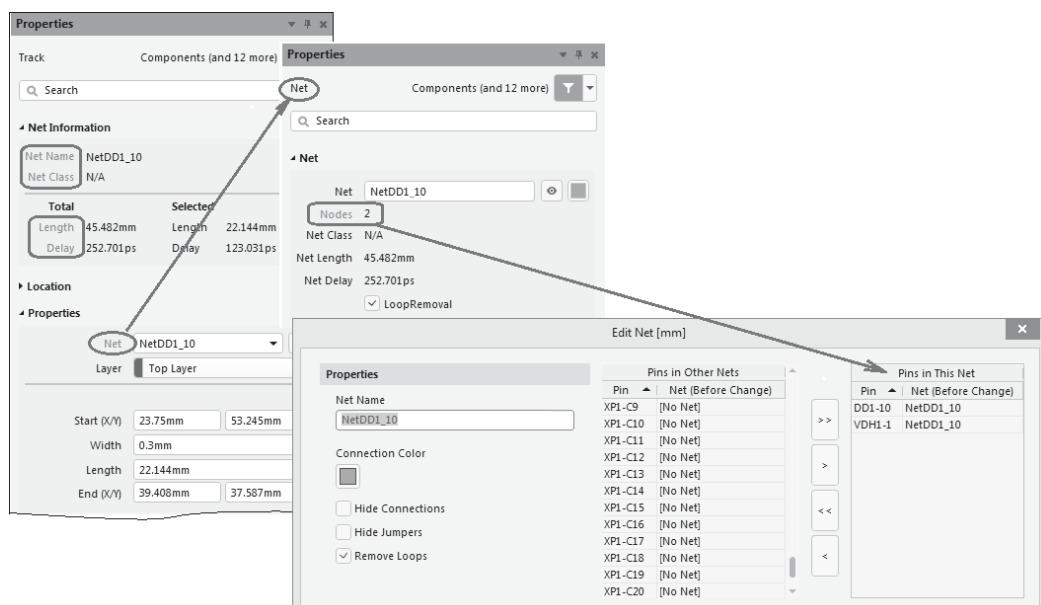 Properties
Track Components (and 12 more)
Search
Net Information
Net Name NetDD1_10
Net Class N/A
Total Selected
Length 45.482mm Length 22.144mm
Delay 252.701ps Delay 123.031ps
Location
Properties
Net NetDD1_10
Layer Top Layer
Start (X/Y) 23.75mm 53.245mm
Width 0.3mm
Length 22.144mm
End (X/Y) 39.408mm 37.587mm
Properties
Net Components (and 12 more)
Search
Net
Net NetDD1_10
Nodes 2
Net Class N/A
Net Length 45.482mm
Net Delay 252.701ps
LoopRemoval
Edit Net [mm]
Properties
Net Name
NetDD1_10
Connection Color
Hide Connections
Hide Jumpers
Remove Loops
Pins in Other Nets
Pin Net (Before Change)
XP1-C9 [No Net]
XP1-C10 [No Net]
XP1-C11 [No Net]
XP1-C12 [No Net]
XP1-C13 [No Net]
XP1-C14 [No Net]
XP1-C15 [No Net]
XP1-C16 [No Net]
XP1-C17 [No Net]
XP1-C18 [No Net]
XP1-C19 [No Net]
XP1-C20 [No Net]
>>
>
<<
<
Pins in This Net
Pin Net (Before Change)
DD1-10 NetDD1_10
VDH1-1 NetDD1_10